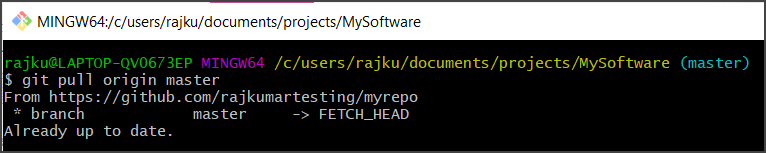 MINGW64:/c/users/rajku/documents/projects/MySoftware
rajku@LAPTOP-QV0673EP MINGW64 /c/users/rajku/documents/projects/MySoftware (master)
$ git pull origin master
From https://github.com/rajkumartesting/myrepo
 * branch            master     -> FETCH_HEAD
Already up to date.